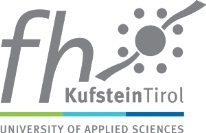 fh
KufsteinTirol
UNIVERSITY OF APPLIED SCIENCES